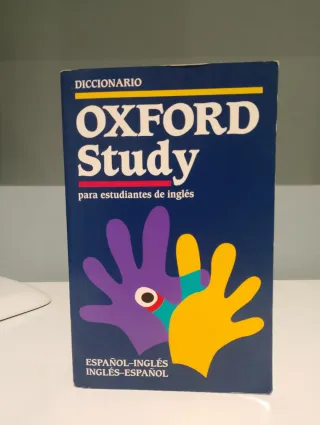 DICCIONARIO
OXFORD
Study
para estudiantes de inglés
ESPAÑOL–INGLÉS
INGLÉS–ESPAÑOL